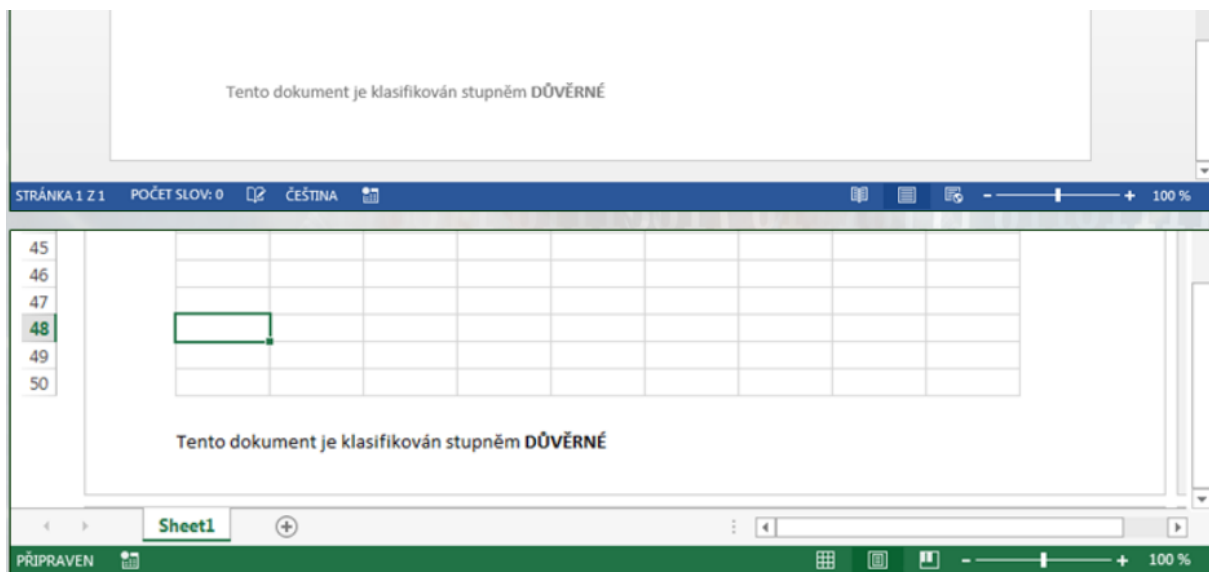 Tento dokument je klasifikován stupněm DŮVĚRNÉ
STRÁNKA 1 Z 1 POČET SLOV: 0 ČEŠTINA - + 100 %
45
46
47
48
49
50
Tento dokument je klasifikován stupněm DŮVĚRNÉ
Sheet1
PŘIPRAVEN - + 100 %